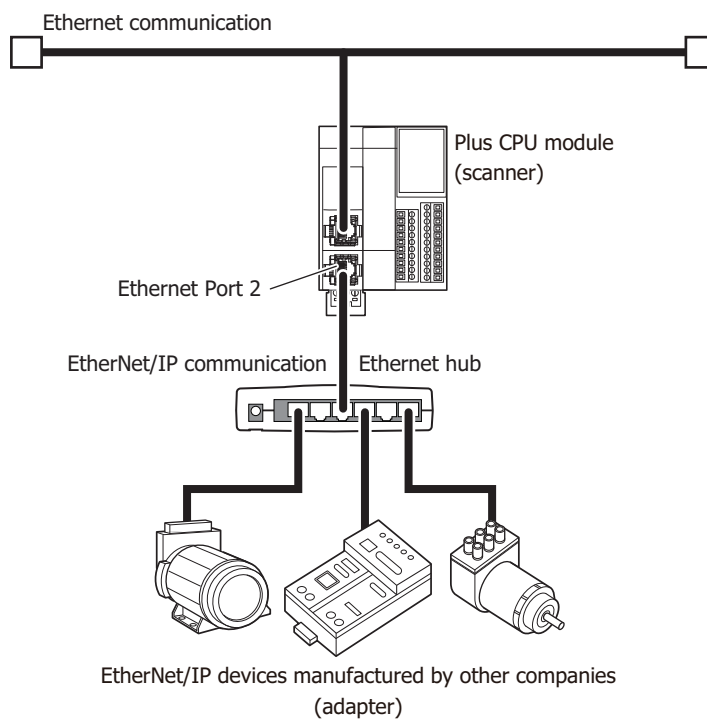 Ethernet communication
Plus CPU module
(scanner)
Ethernet Port 2
EtherNet/IP communication
Ethernet hub
EtherNet/IP devices manufactured by other companies
(adapter)